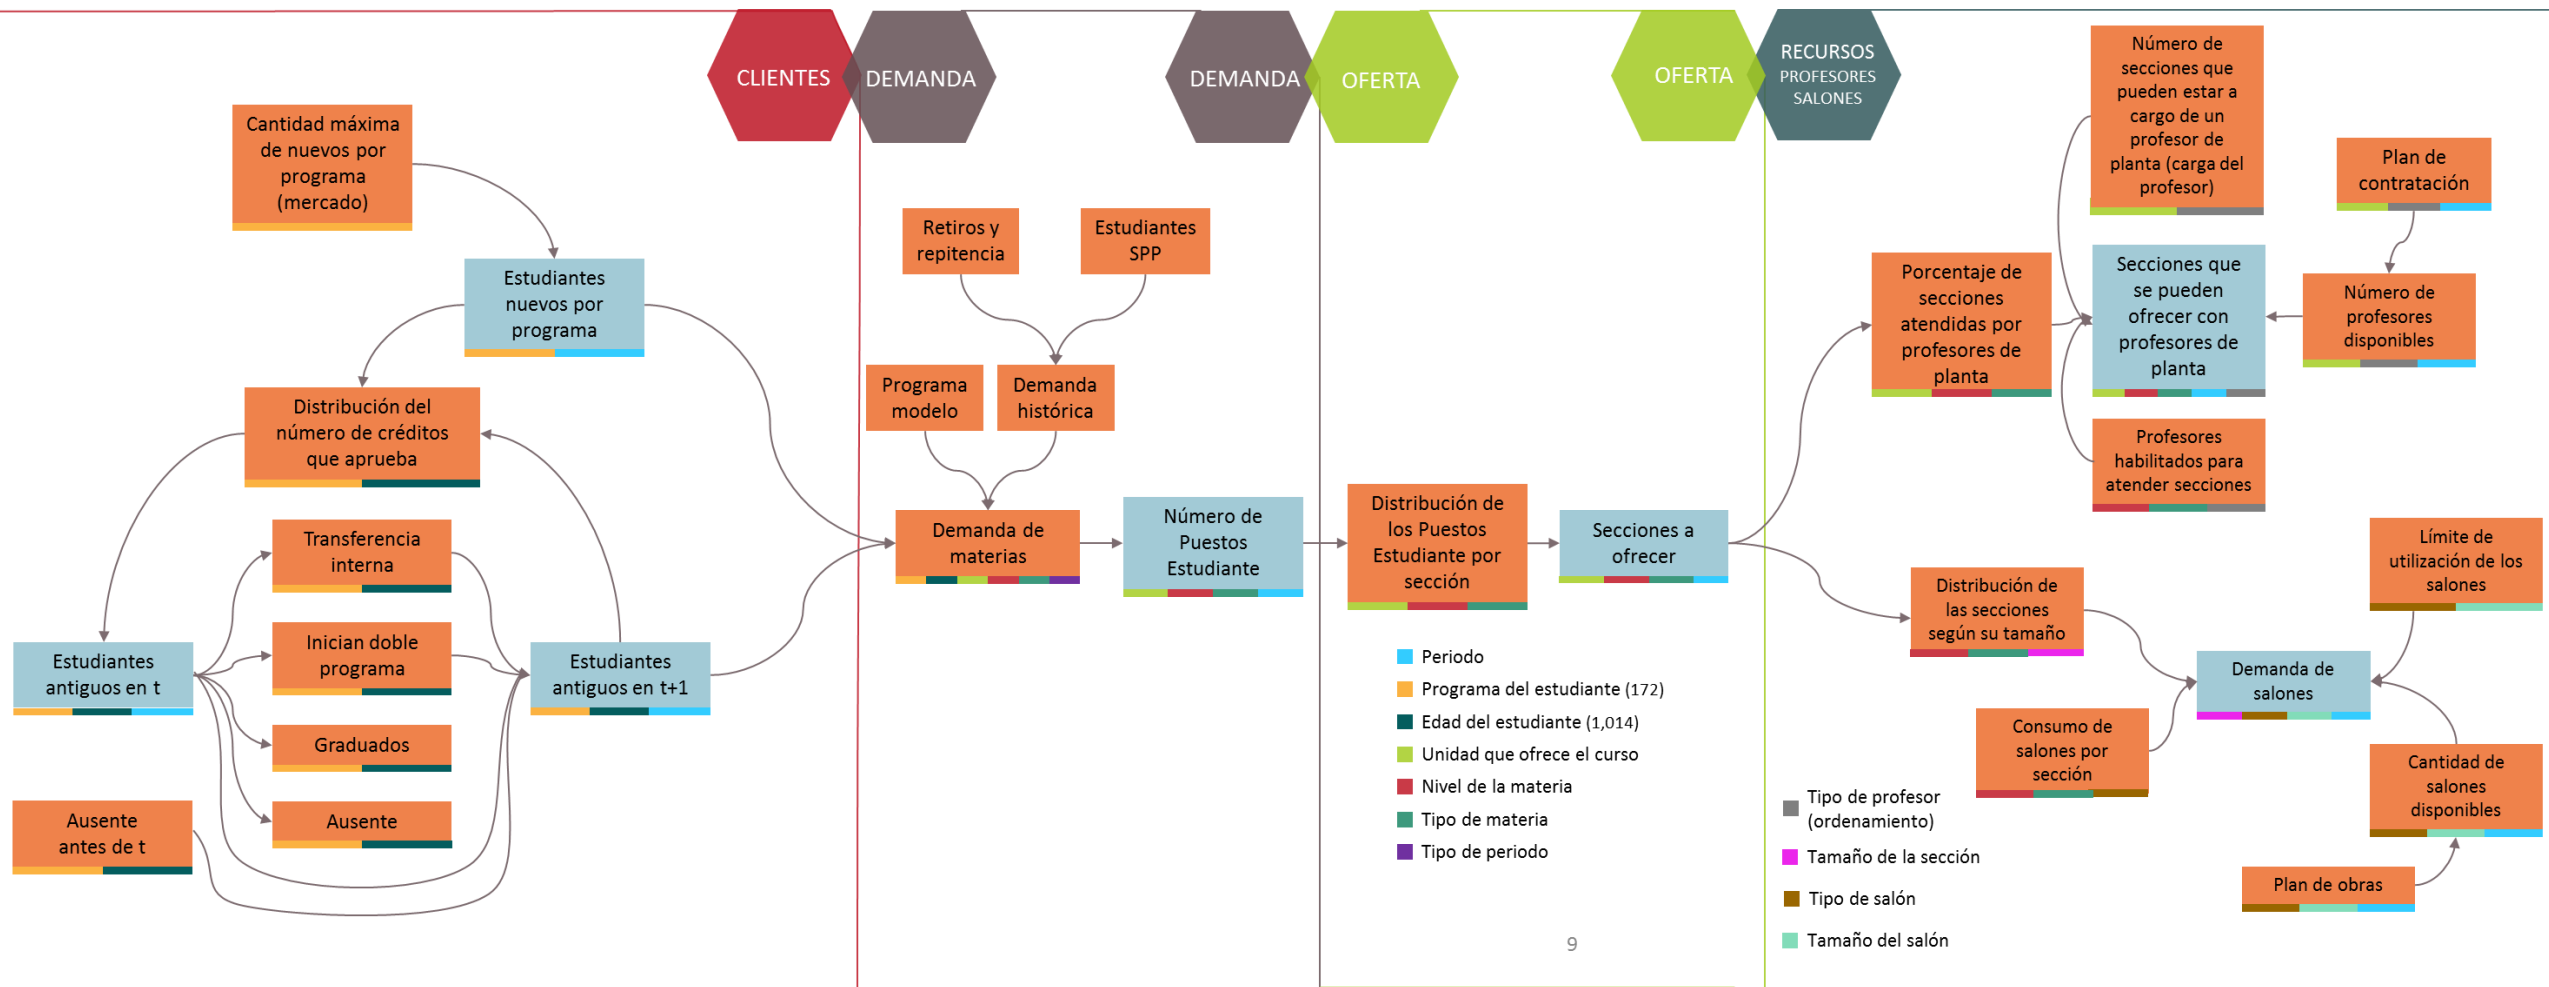 CLIENTES
DEMANDA
DEMANDA
OFERTA
OFERTA
RECURSOS
PROFESORES
SALONES
Cantidad máxima
de nuevos por
programa
(mercado)
Estudiantes
nuevos por
programa
Distribución del
número de créditos
que aprueba
Transferencia
interna
Inician doble
programa
Graduados
Ausente
Estudiantes
antiguos en t
Ausente
antes de t
Estudiantes
antiguos en t+1
Retiros y
repitencia
Estudiantes
SPP
Programa
modelo
Demanda
histórica
Demanda de
materias
Número de
Puestos
Estudiante
Distribución de
los Puestos
Estudiante por
sección
Secciones a
ofrecer
Periodo
Programa del estudiante (172)
Edad del estudiante (1,014)
Unidad que ofrece el curso
Nivel de la materia
Tipo de materia
Tipo de periodo
9
Número de
secciones que
pueden estar a
cargo de un
profesor de
planta (carga del
profesor)
Plan de
contratación
Porcentaje de
secciones
atendidas por
profesores de
planta
Secciones que
se pueden
ofrecer con
profesores de
planta
Número de
profesores
disponibles
Profesores
habilitados para
atender secciones
Límite de
utilización de los
salones
Distribución de
las secciones
según su tamaño
Demanda de
salones
Consumo de
salones por
sección
Cantidad de
salones
disponibles
Plan de obras
Tipo de profesor
(ordenamiento)
Tamaño de la sección
Tipo de salón
Tamaño del salón